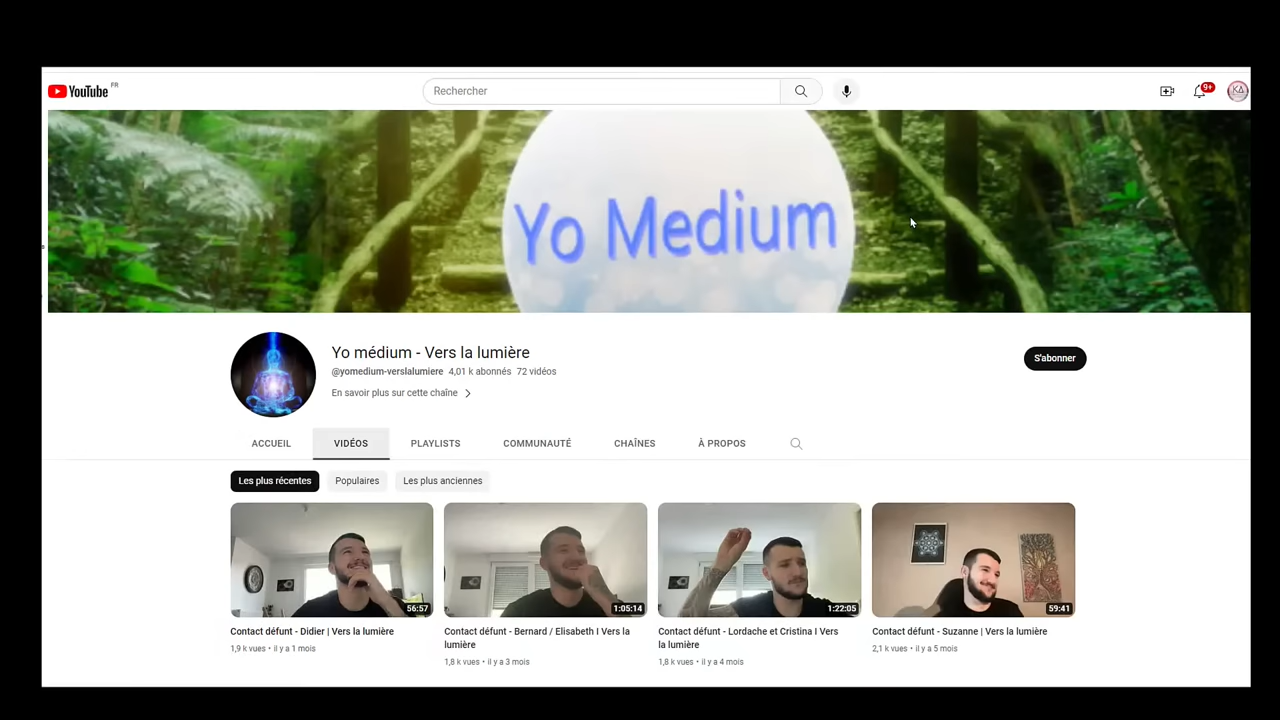 YouTube FR
Rechercher
9+
KA
Yo Medium
Yo médium - Vers la lumière
@yomedium-verslalumiere 4,01 k abonnés 72 vidéos
En savoir plus sur cette chaîne
S'abonner
ACCUEIL VIDÉOS PLAYLISTS COMMUNAUTÉ CHAÎNES À PROPOS
Les plus récentes Populaires Les plus anciennes
56:57 1:05:14 1:22:05 59:41
Contact défunt - Didier | Vers la lumière
1,9 k vues • il y a 1 mois
Contact défunt - Bernard / Elisabeth I Vers la
lumière
1,8 k vues • il y a 3 mois
Contact défunt - Lordache et Cristina I Vers
la lumière
1,8 k vues • il y a 4 mois
Contact défunt - Suzanne | Vers la lumière
2,1 k vues • il y a 5 mois